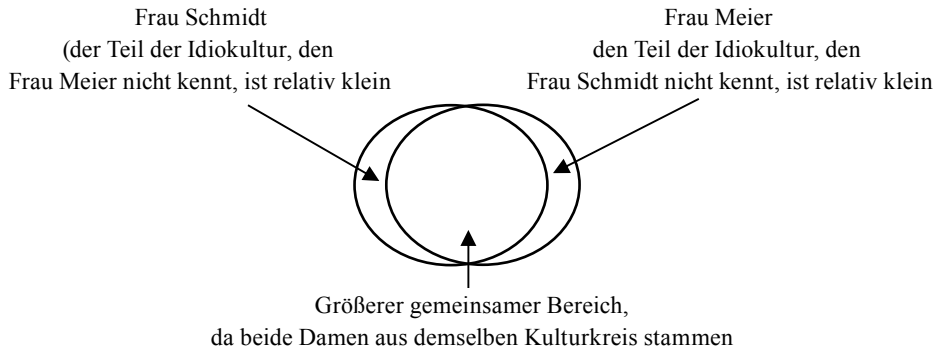 Frau Schmidt
(der Teil der Idiokultur, den
Frau Meier nicht kennt, ist relativ klein
Frau Meier
den Teil der Idiokultur, den
Frau Schmidt nicht kennt, ist relativ klein
Größerer gemeinsamer Bereich,
da beide Damen aus demselben Kulturkreis stammen